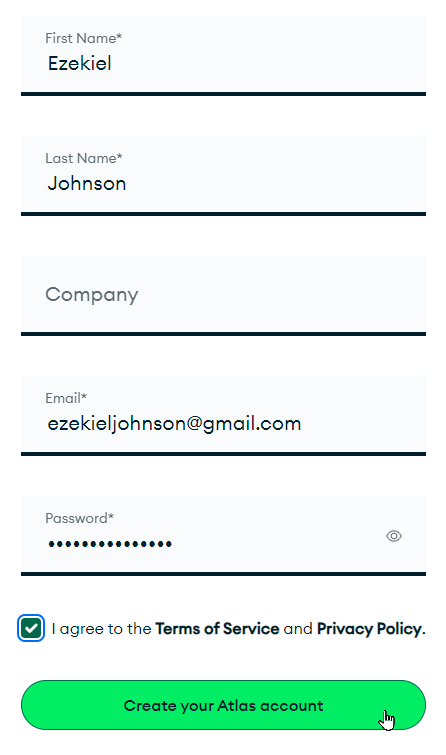 First Name*
Ezekiel
Last Name*
Johnson
Company
Email*
ezekieljohnson@gmail.com
Password*
•••••••••••••••
I agree to the Terms of Service and Privacy Policy.
Create your Atlas account